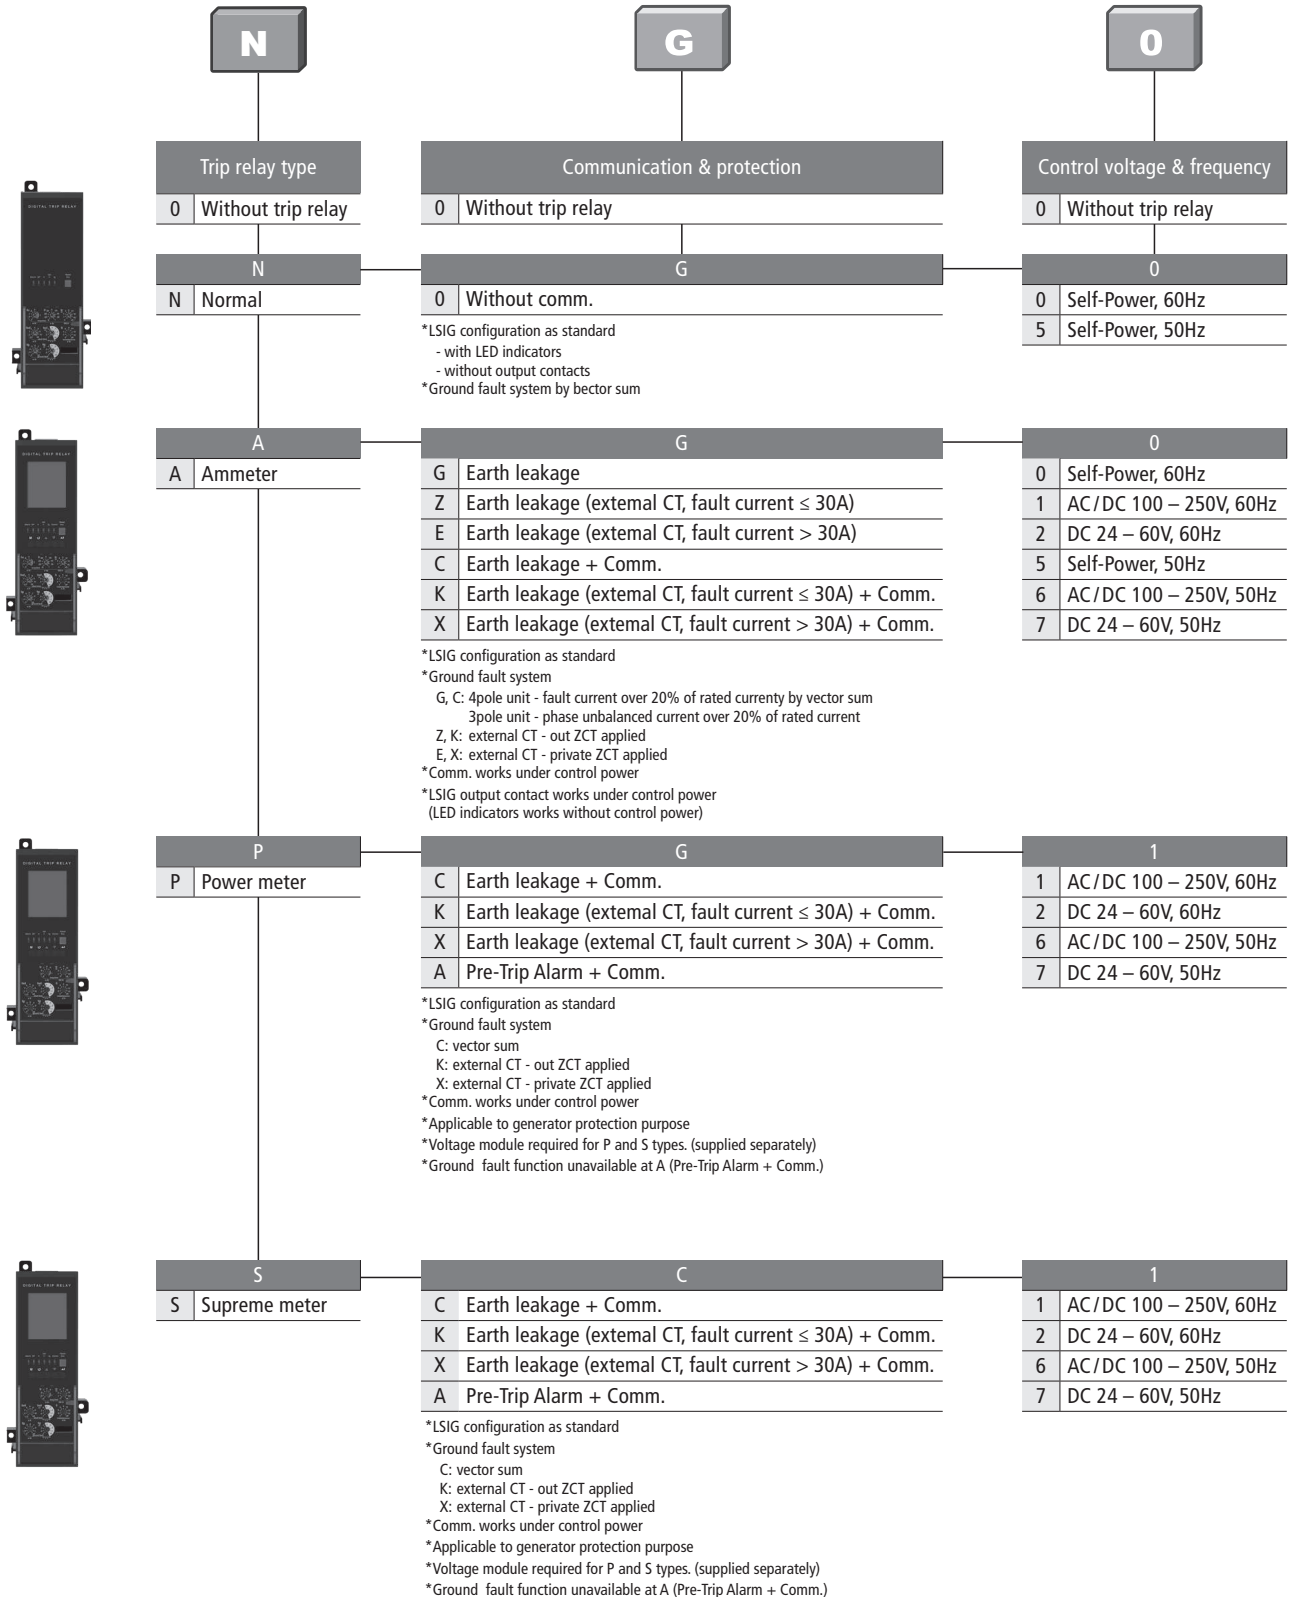 N G 0
Trip relay type Communication & protection Control voltage & frequency
0 Without trip relay 0 Without trip relay 0 Without trip relay
N G 0
N Normal 0 Without comm. 0 Self-Power, 60Hz
5 Self-Power, 50Hz
*LSIG configuration as standard
- with LED indicators
- without output contacts
*Ground fault system by bector sum
DIGITAL TRIP RELAY
A G 0
A Ammeter G Earth leakage 0 Self-Power, 60Hz
Z Earth leakage (extemal CT, fault current ≤ 30A) 1 AC/DC 100 – 250V, 60Hz
E Earth leakage (extemal CT, fault current > 30A) 2 DC 24 – 60V, 60Hz
C Earth leakage + Comm. 5 Self-Power, 50Hz
K Earth leakage (extemal CT, fault current ≤ 30A) + Comm. 6 AC/DC 100 – 250V, 50Hz
X Earth leakage (extemal CT, fault current > 30A) + Comm. 7 DC 24 – 60V, 50Hz
*LSIG configuration as standard
*Ground fault system
G, C: 4pole unit - fault current over 20% of rated currenty by vector sum
3pole unit - phase unbalanced current over 20% of rated current
Z, K: external CT - out ZCT applied
E, X: external CT - private ZCT applied
*Comm. works under control power
*LSIG output contact works under control power
(LED indicators works without control power)
DIGITAL TRIP RELAY
P G 1
P Power meter C Earth leakage + Comm. 1 AC/DC 100 – 250V, 60Hz
K Earth leakage (extemal CT, fault current ≤ 30A) + Comm. 2 DC 24 – 60V, 60Hz
X Earth leakage (extemal CT, fault current > 30A) + Comm. 6 AC/DC 100 – 250V, 50Hz
A Pre-Trip Alarm + Comm. 7 DC 24 – 60V, 50Hz
*LSIG configuration as standard
*Ground fault system
C: vector sum
K: external CT - out ZCT applied
X: external CT - private ZCT applied
*Comm. works under control power
*Applicable to generator protection purpose
*Voltage module required for P and S types. (supplied separately)
*Ground fault function unavailable at A (Pre-Trip Alarm + Comm.)
DIGITAL TRIP RELAY
S C 1
S Supreme meter C Earth leakage + Comm. 1 AC/DC 100 – 250V, 60Hz
K Earth leakage (extemal CT, fault current ≤ 30A) + Comm. 2 DC 24 – 60V, 60Hz
X Earth leakage (extemal CT, fault current > 30A) + Comm. 6 AC/DC 100 – 250V, 50Hz
A Pre-Trip Alarm + Comm. 7 DC 24 – 60V, 50Hz
*LSIG configuration as standard
*Ground fault system
C: vector sum
K: external CT - out ZCT applied
X: external CT - private ZCT applied
*Comm. works under control power
*Applicable to generator protection purpose
*Voltage module required for P and S types. (supplied separately)
*Ground fault function unavailable at A (Pre-Trip Alarm + Comm.)
DIGITAL TRIP RELAY